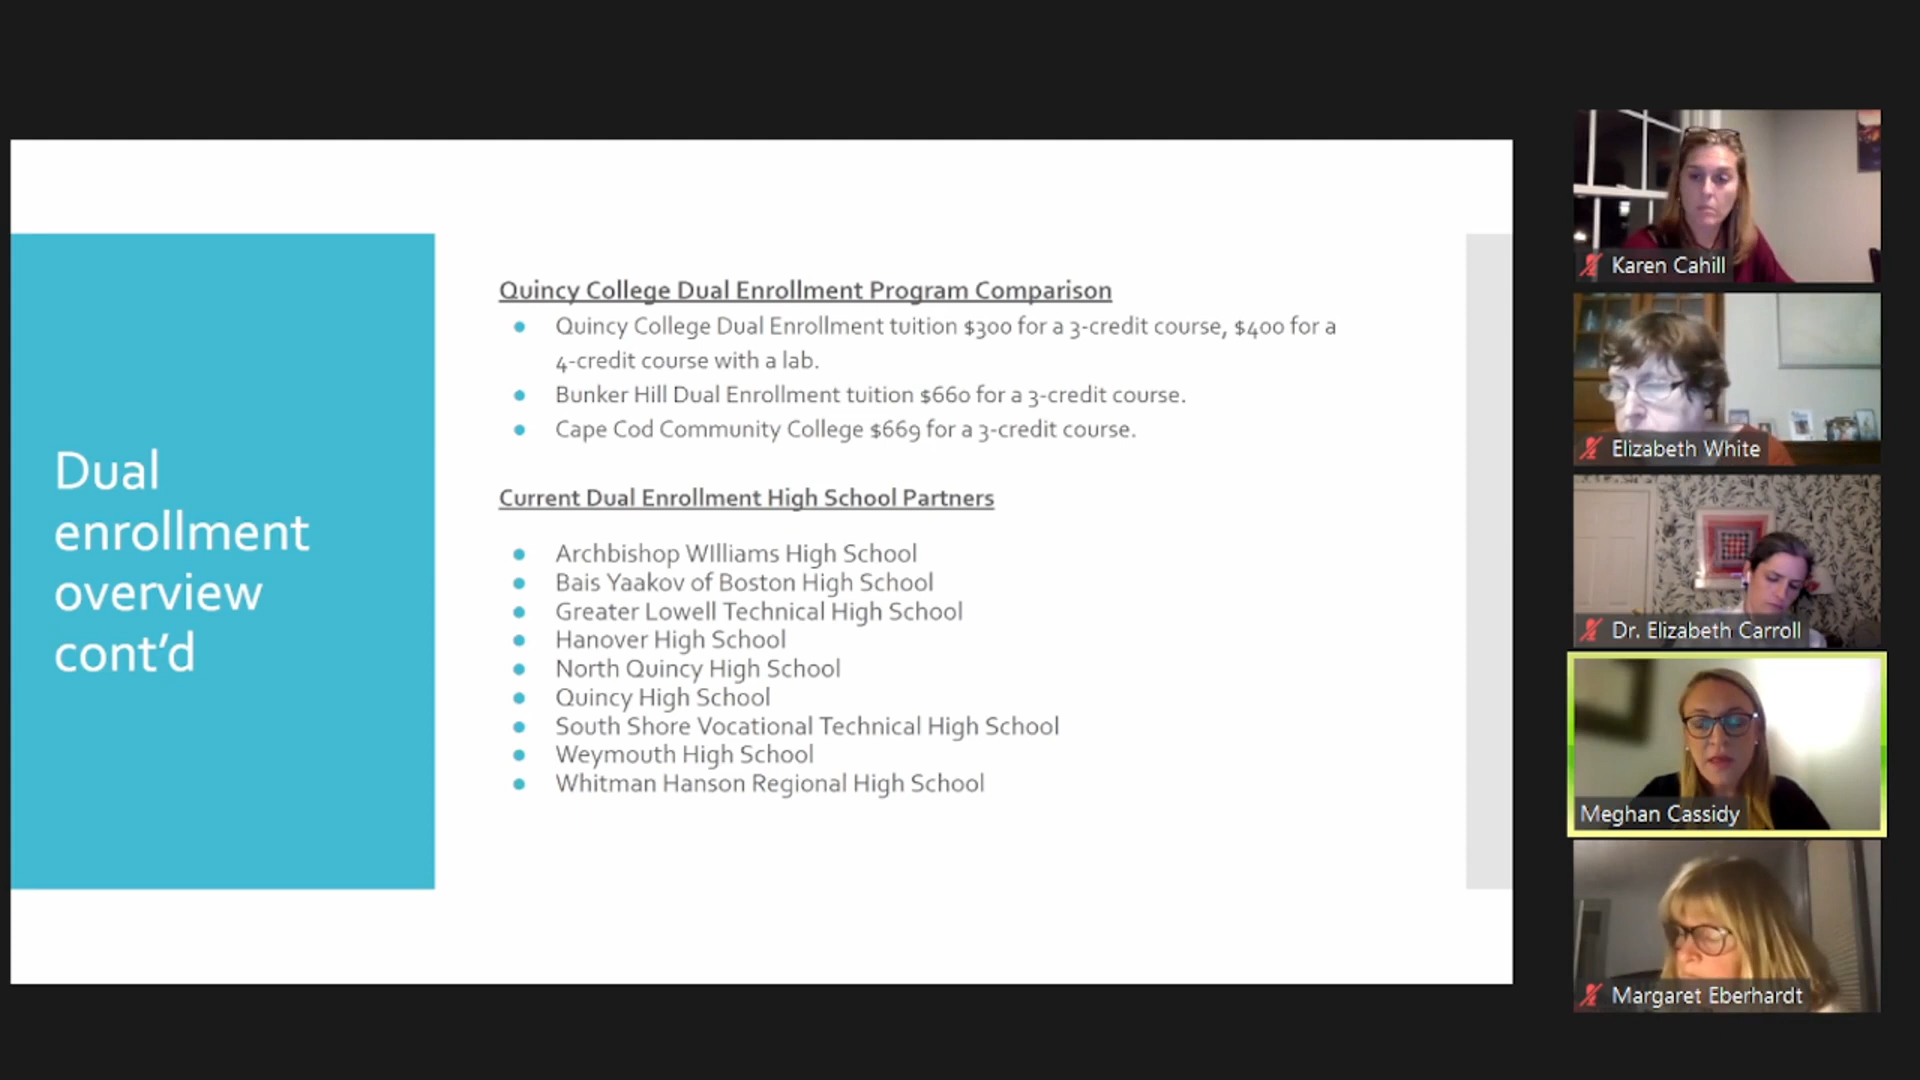 Dual
enrollment
overview
cont’d
Quincy College Dual Enrollment Program Comparison
Quincy College Dual Enrollment tuition $300 for a 3-credit course, $400 for a
4-credit course with a lab.
Bunker Hill Dual Enrollment tuition $660 for a 3-credit course.
Cape Cod Community College $669 for a 3-credit course.
Current Dual Enrollment High School Partners
Archbishop WIlliams High School
Bais Yaakov of Boston High School
Greater Lowell Technical High School
Hanover High School
North Quincy High School
Quincy High School
South Shore Vocational Technical High School
Weymouth High School
Whitman Hanson Regional High School
Karen Cahill
Elizabeth White
Dr. Elizabeth Carroll
Meghan Cassidy
Margaret Eberhardt